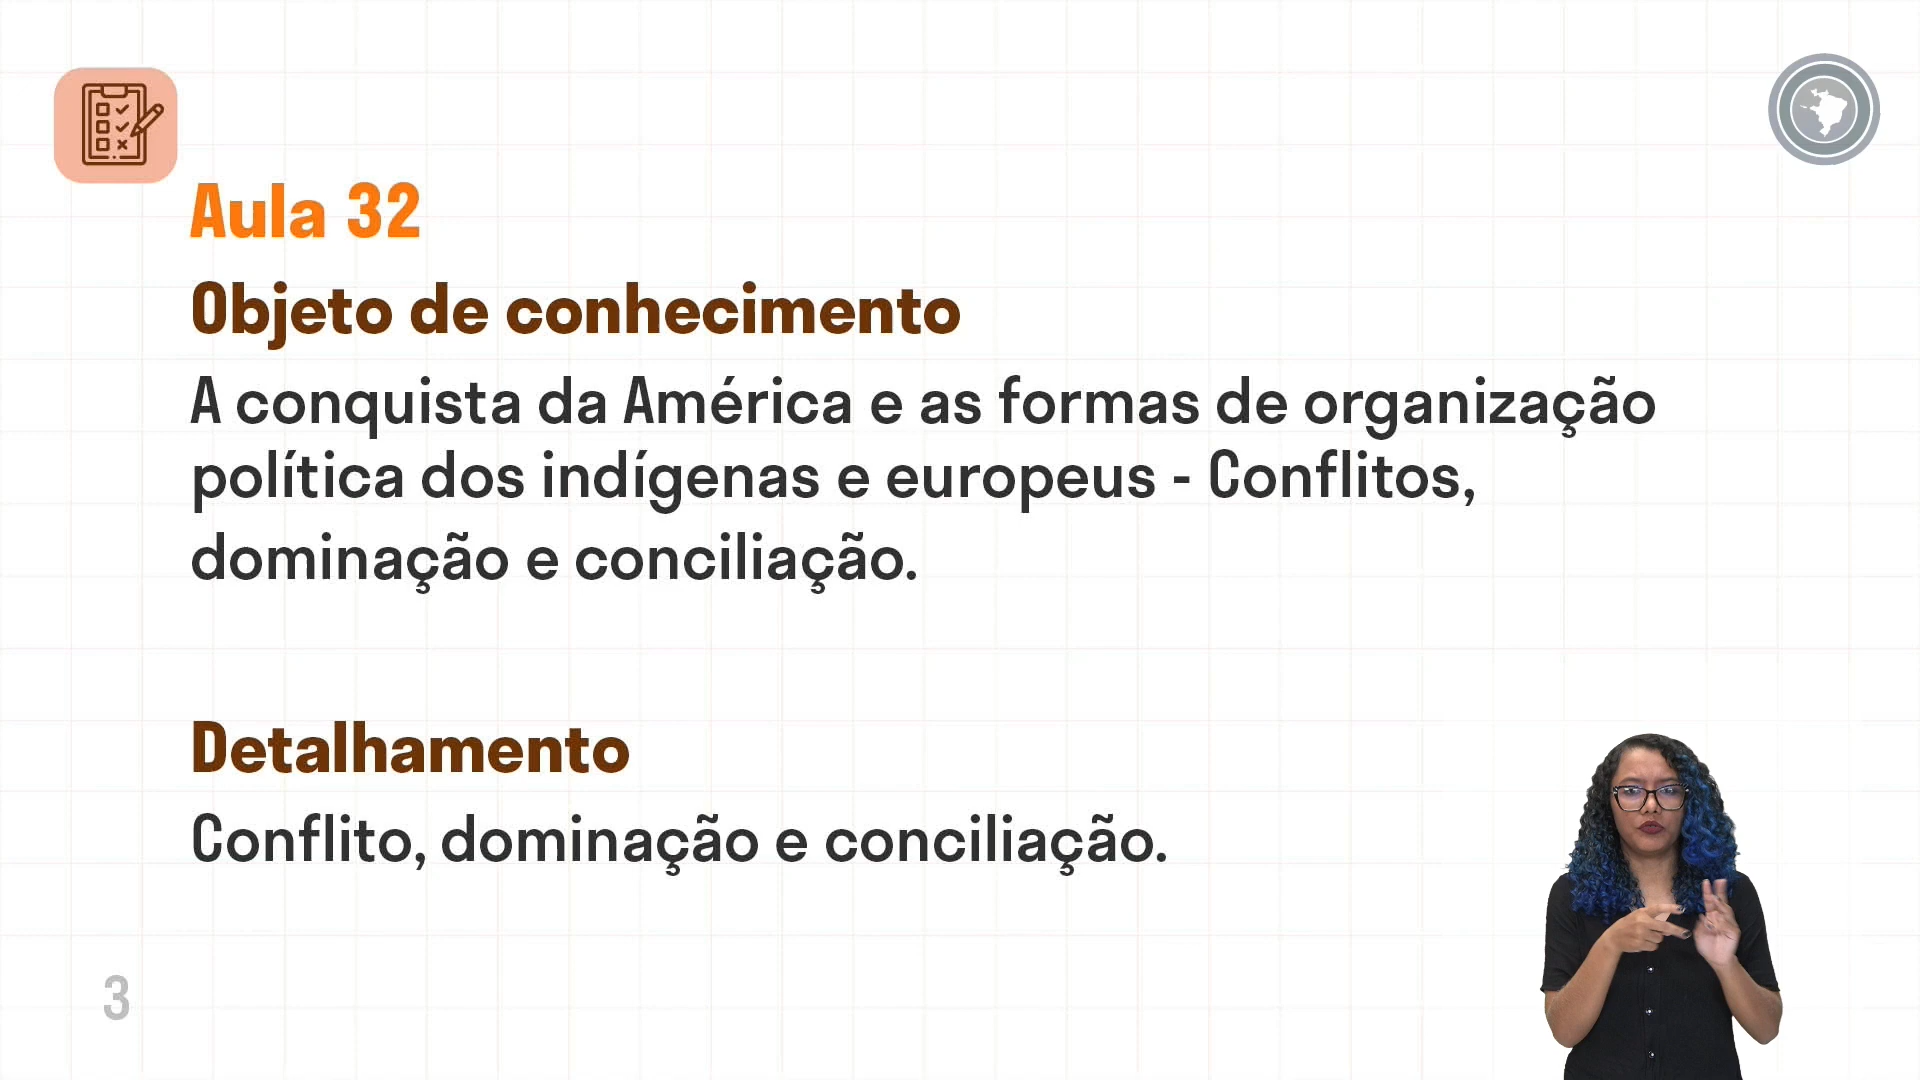 Aula 32
Objeto de conhecimento
A conquista da América e as formas de organização
política dos indígenas e europeus - Conflitos,
dominação e conciliação.
Detalhamento
Conflito, dominação e conciliação.
3